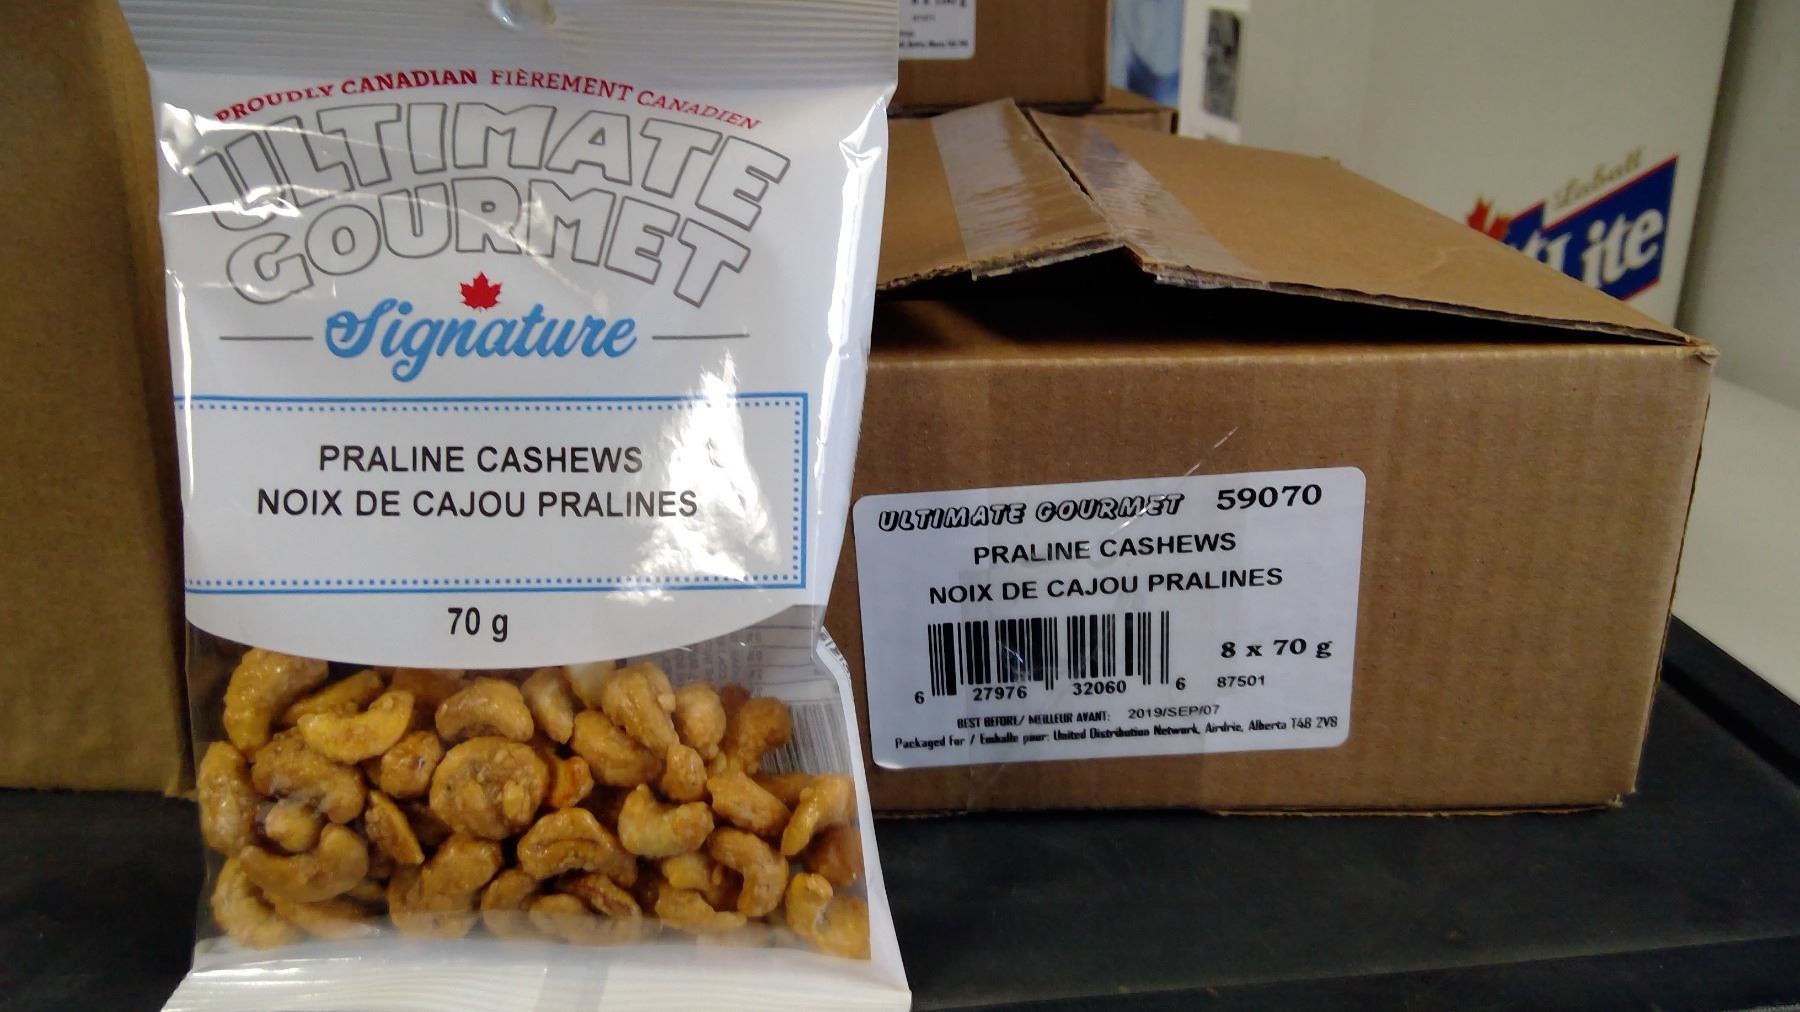 PROUDLY CANADIAN FIÈREMENT CANADIEN
ULTIMATE
GOURMET
Signature
PRALINE CASHEWS
NOIX DE CAJOU PRALINES
70 g
ULTIMATE GOURMET 59070
PRALINE CASHEWS
NOIX DE CAJOU PRALINES
8 x 70 g
6 27976 32060 6 87501
BEST BEFORE/ MEILLEUR AVANT: 2019/SEP/07
Packaged for / Emballe pour: United Distribution Network, Airdrie, Alberta T4B 2V8
Labatt
Lite